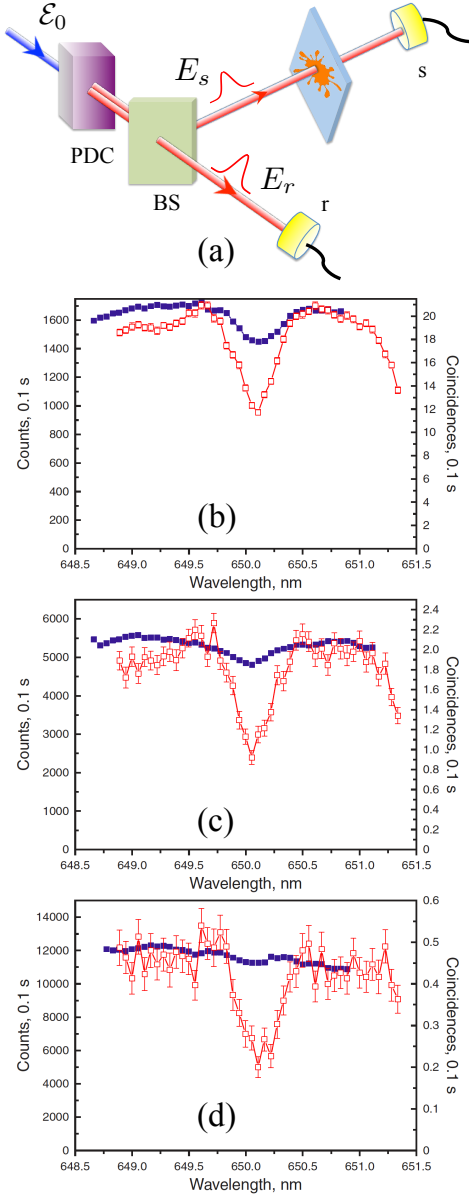 ℰ₀
Eₛ
s
PDC
BS
Eᵣ
r
(a)
Counts, 0.1 s
1600
1400
1200
1000
800
600
400
200
0
Coincidences, 0.1 s
20
18
16
14
12
10
8
6
4
2
0
(b)
648.5 649.0 649.5 650.0 650.5 651.0 651.5
Wavelength, nm
Counts, 0.1 s
6000
5000
4000
3000
2000
1000
0
Coincidences, 0.1 s
2.4
2.2
2.0
1.8
1.6
1.4
1.2
1.0
0.8
0.6
0.4
0.2
0
(c)
648.5 649.0 649.5 650.0 650.5 651.0 651.5
Wavelength, nm
Counts, 0.1 s
14000
12000
10000
8000
6000
4000
2000
0
Coincidences, 0.1 s
0.6
0.5
0.4
0.3
0.2
0.1
0
(d)
648.5 649.0 649.5 650.0 650.5 651.0 651.5
Wavelength, nm